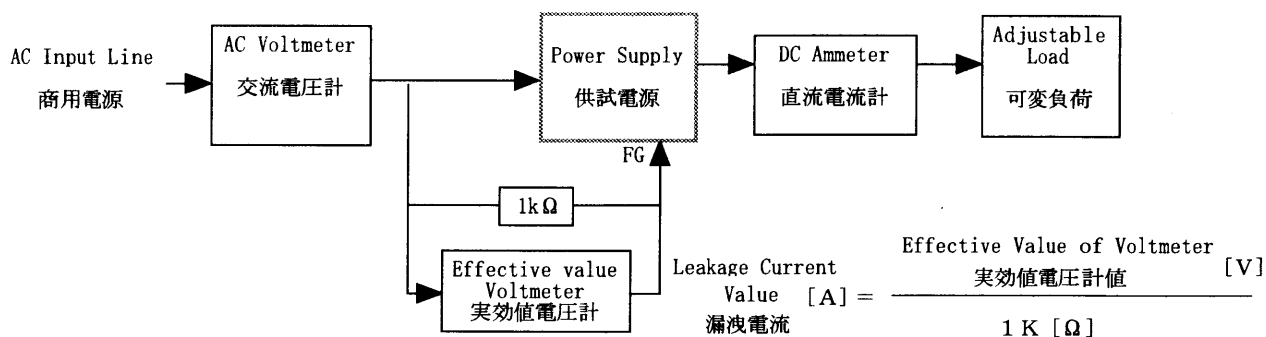 AC Input Line
商用電源
AC Voltmeter
交流電圧計
Power Supply
供試電源
FG
DC Ammeter
直流電流計
Adjustable
Load
可変負荷
1kΩ
Effective value
Voltmeter
実効値電圧計
Leakage Current
Value [A] =
漏洩電流
Effective Value of Voltmeter
実効値電圧計値 [V]
1 K [Ω]